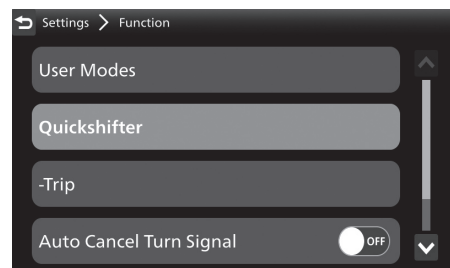 Settings > Function
User Modes
Quickshifter
-Trip
Auto Cancel Turn Signal OFF